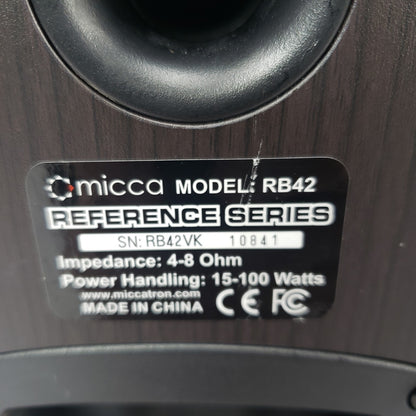 micca MODEL: RB42
REFERENCE SERIES
SN: RB42VK 10841
Impedance: 4-8 Ohm
Power Handling: 15-100 Watts
www.miccatron.com
MADE IN CHINA CE FC